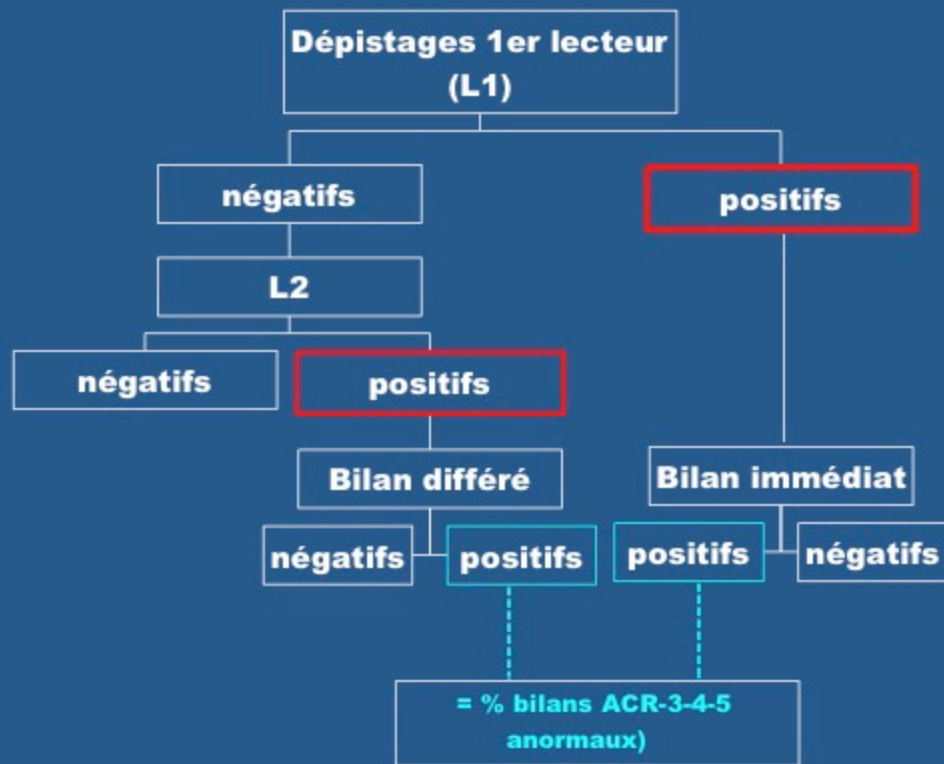 Dépistages 1er lecteur
(L1)
négatifs
positifs
L2
négatifs
positifs
Bilan différé
Bilan immédiat
négatifs
positifs
positifs
négatifs
= % bilans ACR-3-4-5
anormaux)